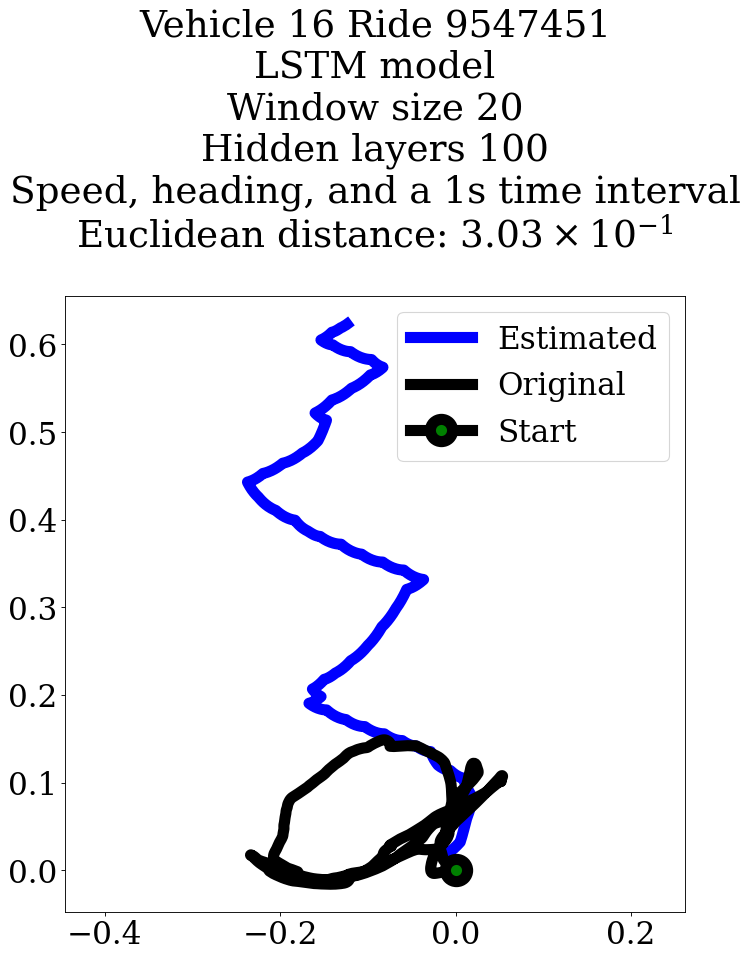 Vehicle 16 Ride 9547451
LSTM model
Window size 20
Hidden layers 100
Speed, heading, and a 1s time interval
Euclidean distance: 3.03 × 10⁻¹
Estimated
Original
Start
0.6
0.5
0.4
0.3
0.2
0.1
0.0
−0.4 −0.2 0.0 0.2